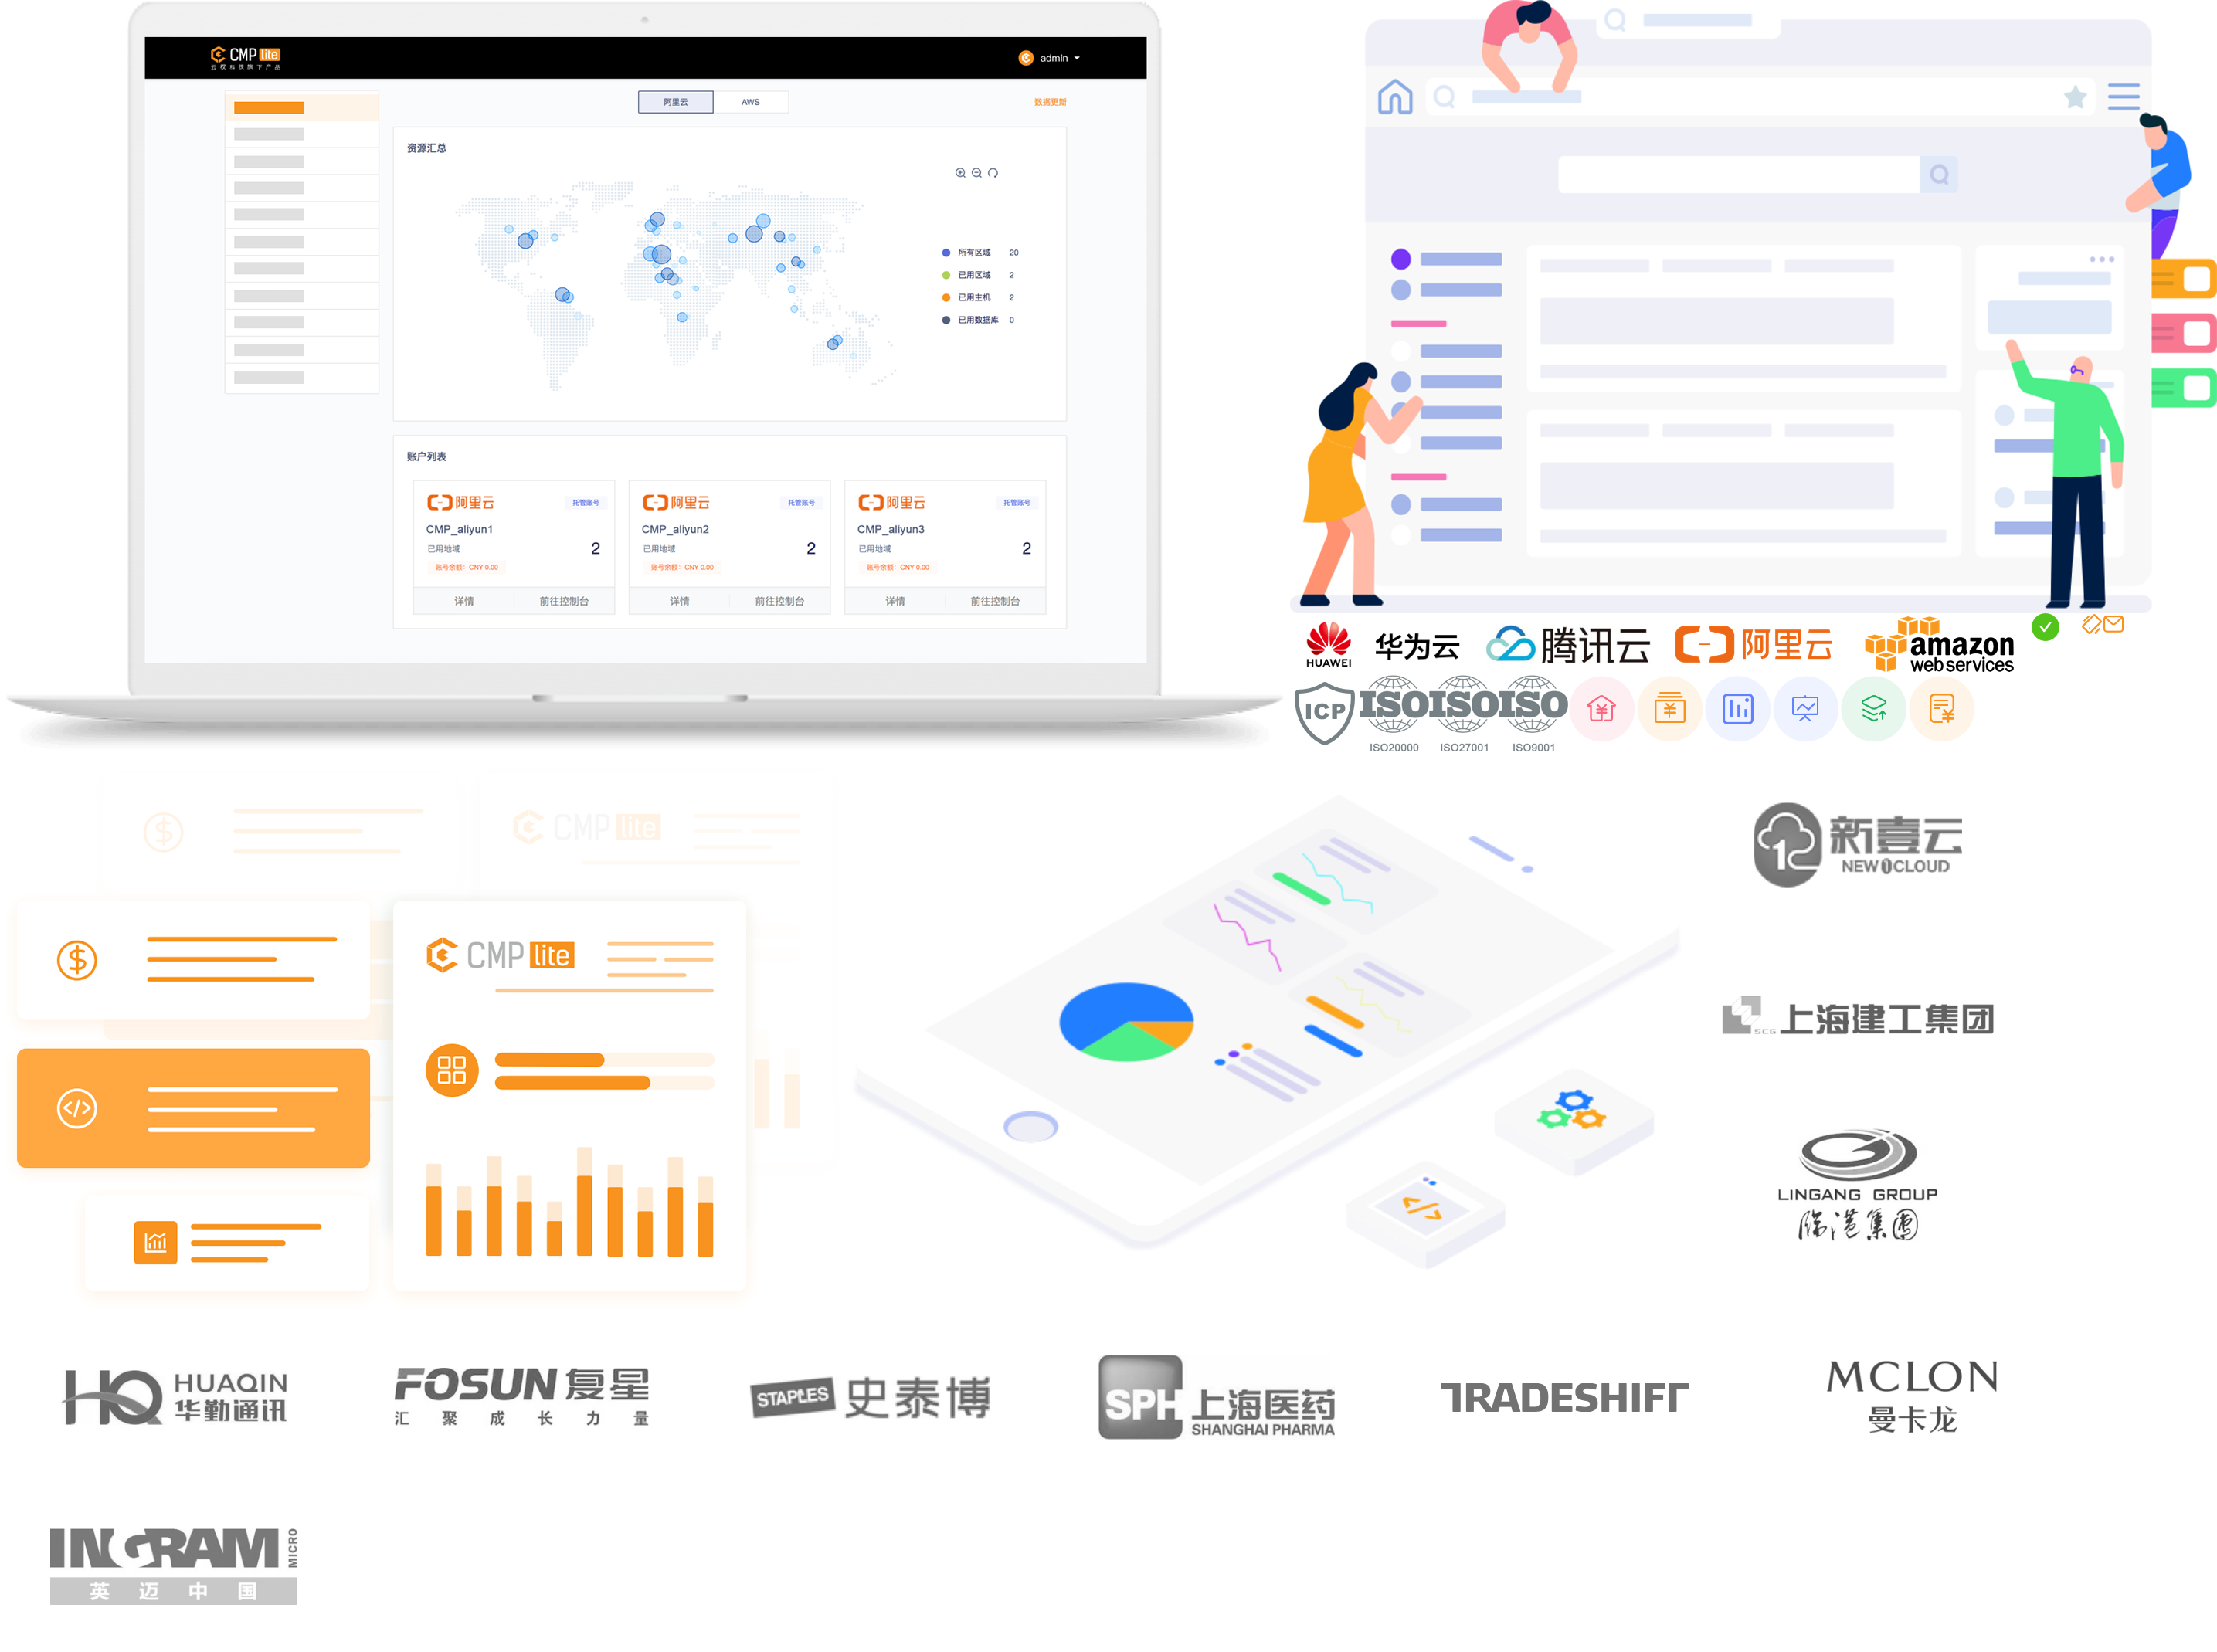 CMP lite
云权科技旗下产品
admin
阿里云 AWS
数据更新
资源汇总
所有区域 20
已用区域 2
已用主机 2
已用数据库 0
账户列表
阿里云 托管账号
CMP_aliyun1
已用地域 2
账号余额：CNY 0.00
详情 前往控制台
阿里云 托管账号
CMP_aliyun2
已用地域 2
账号余额：CNY 0.00
详情 前往控制台
阿里云 托管账号
CMP_aliyun3
已用地域 2
账号余额：CNY 0.00
详情 前往控制台
HUAWEI 华为云
腾讯云
阿里云
amazon
web services
ICP
ISO ISO ISO
ISO20000 ISO27001 ISO9001
CMP lite
CMP lite
新壹云
NEW1CLOUD
SCG 上海建工集团
LINGANG GROUP
临港集团
HQ HUAQIN
华勤通讯
FOSUN 复星
汇聚成长力量
STAPLES 史泰博
SPH 上海医药
SHANGHAI PHARMA
TRADESHIFT
MCLON
曼卡龙
INGRAM MICRO
英迈中国